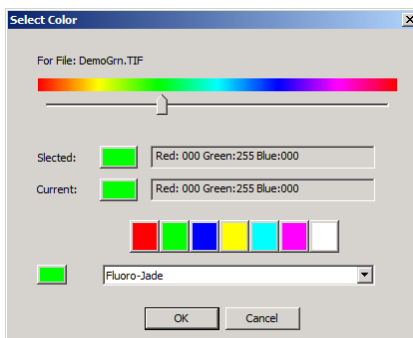 Select Color
For File: DemoGrn.TIF
Slected: Red: 000 Green:255 Blue:000
Current: Red: 000 Green:255 Blue:000
Fluoro-Jade
OK Cancel